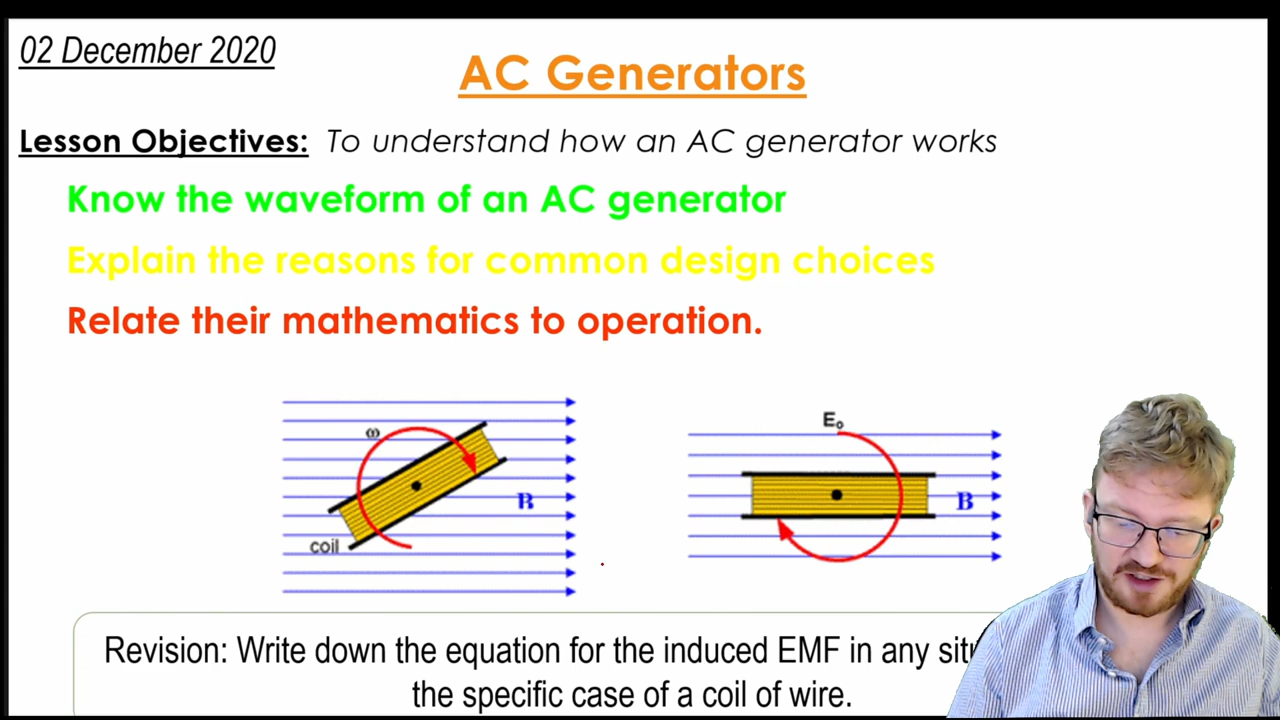 02 December 2020
AC Generators
Lesson Objectives: To understand how an AC generator works
Know the waveform of an AC generator
Explain the reasons for common design choices
Relate their mathematics to operation.
ω
B
coil
E₀
B
Revision: Write down the equation for the induced EMF in any
the specific case of a coil of wire.